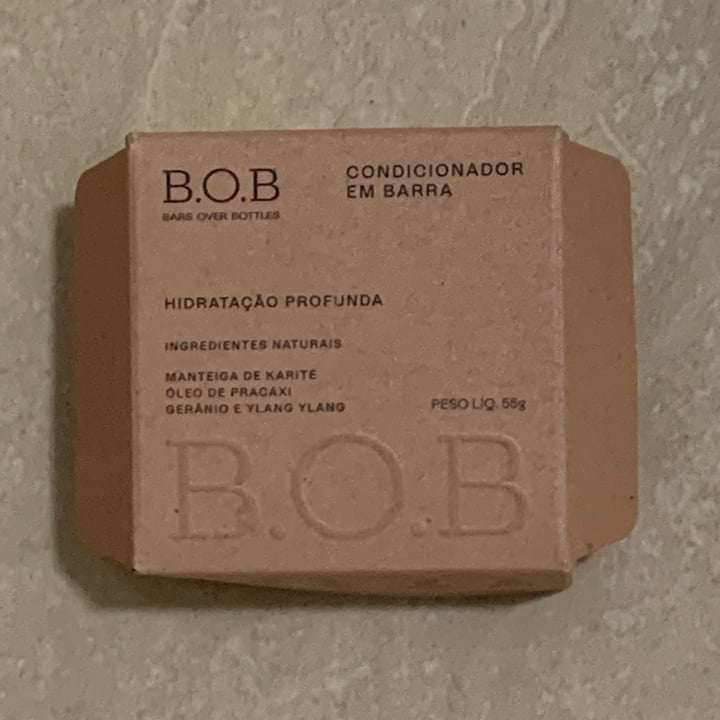 B.O.B
BARS OVER BOTTLES
CONDICIONADOR
EM BARRA
HIDRATAÇÃO PROFUNDA
INGREDIENTES NATURAIS
MANTEIGA DE KARITÉ
ÓLEO DE PRACAXI
GERÂNIO E YLANG YLANG
PESO LÍQ. 55g
B.O.B